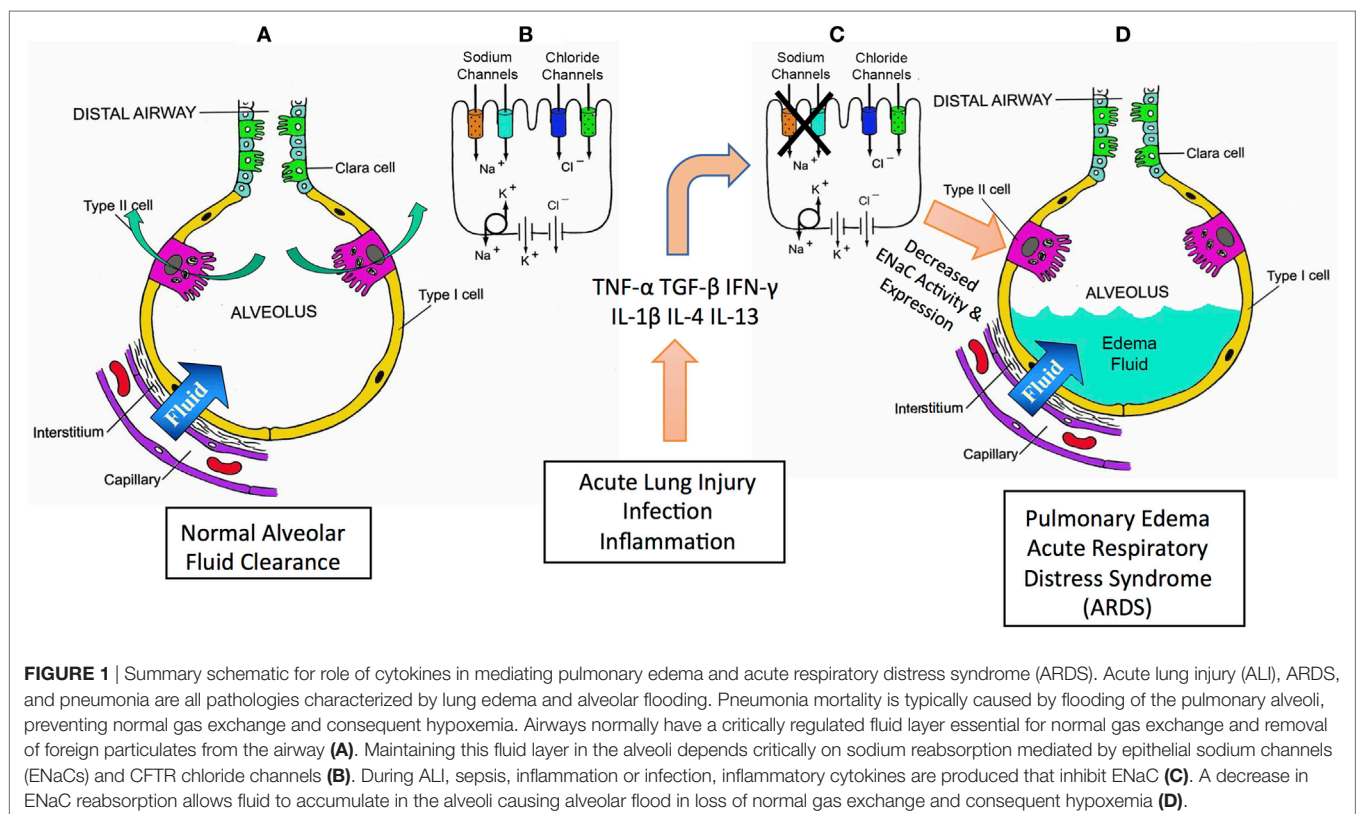 A
DISTAL AIRWAY
Clara cell
Type II cell
ALVEOLUS
Type I cell
Fluid
Interstitium
Capillary
Normal Alveolar
Fluid Clearance
B
Sodium
Channels
Chloride
Channels
Na+
Cl−
K+
Cl−
Na+
K+
TNF-α TGF-β IFN-γ
IL-1β IL-4 IL-13
Acute Lung Injury
Infection
Inflammation
C
Sodium
Channels
Chloride
Channels
Na+
Cl−
K+
Cl−
Na+
K+
Decreased
ENaC Activity &
Expression
D
DISTAL AIRWAY
Clara cell
Type II cell
Type I cell
ALVEOLUS
Edema
Fluid
Fluid
Interstitium
Capillary
Pulmonary Edema
Acute Respiratory
Distress Syndrome
(ARDS)
FIGURE 1 | Summary schematic for role of cytokines in mediating pulmonary edema and acute respiratory distress syndrome (ARDS). Acute lung injury (ALI), ARDS,
and pneumonia are all pathologies characterized by lung edema and alveolar flooding. Pneumonia mortality is typically caused by flooding of the pulmonary alveoli,
preventing normal gas exchange and consequent hypoxemia. Airways normally have a critically regulated fluid layer essential for normal gas exchange and removal
of foreign particulates from the airway (A). Maintaining this fluid layer in the alveoli depends critically on sodium reabsorption mediated by epithelial sodium channels
(ENaCs) and CFTR chloride channels (B). During ALI, sepsis, inflammation or infection, inflammatory cytokines are produced that inhibit ENaC (C). A decrease in
ENaC reabsorption allows fluid to accumulate in the alveoli causing alveolar flood in loss of normal gas exchange and consequent hypoxemia (D).